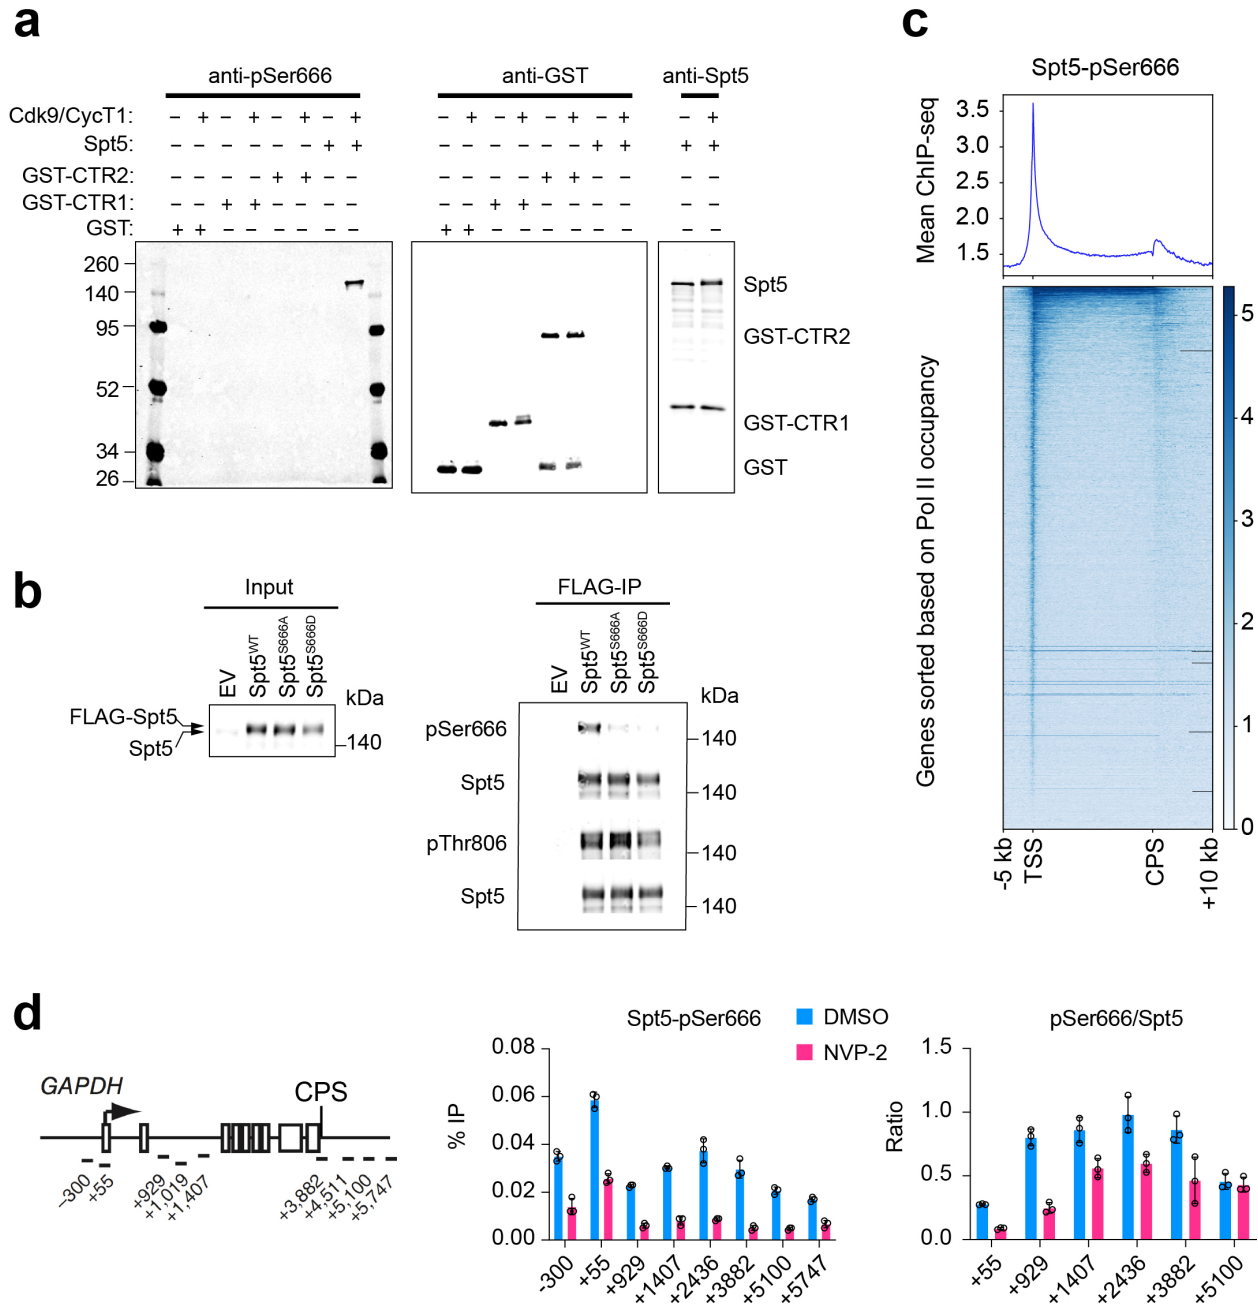 a
anti-pSer666
anti-GST
anti-Spt5
Cdk9/CycT1: – + – + – + – + – + – + – + – + – +
Spt5: – – – – – – + + – – – – – – + + + +
GST-CTR2: – – – – + + – – – – – – + + – – – –
GST-CTR1: – – + + – – – – – – + + – – – – – –
GST: + + – – – – – – + + – – – – – – – –
260
140
95
52
34
26
Spt5
GST-CTR2
GST-CTR1
GST
b
Input
EV
Spt5WT
Spt5S666A
Spt5S666D
kDa
FLAG-Spt5
Spt5
140
FLAG-IP
EV
Spt5WT
Spt5S666A
Spt5S666D
kDa
pSer666
140
Spt5
140
pThr806
140
Spt5
140
c
Spt5-pSer666
Mean ChIP-seq
3.5
3.0
2.5
2.0
1.5
Genes sorted based on Pol II occupancy
5
4
3
2
1
0
-5 kb
TSS
CPS
+10 kb
d
GAPDH
CPS
–300
+55
+929
+1,019
+1,407
+3,882
+4,511
+5,100
+5,747
Spt5-pSer666
DMSO
NVP-2
% IP
0.08
0.06
0.04
0.02
0.00
-300
+55
+929
+1407
+2436
+3882
+5100
+5747
pSer666/Spt5
Ratio
1.5
1.0
0.5
0.0
+55
+929
+1407
+2436
+3882
+5100